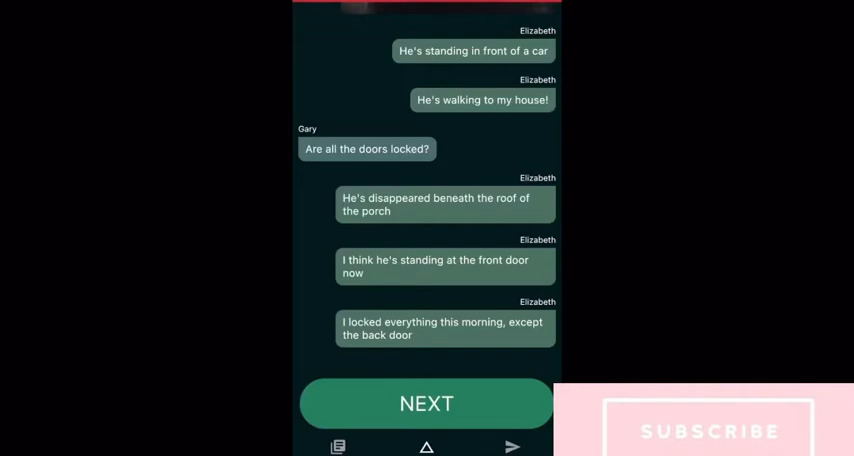 Elizabeth
He's standing in front of a car
Elizabeth
He's walking to my house!
Gary
Are all the doors locked?
Elizabeth
He's disappeared beneath the roof of
the porch
Elizabeth
I think he's standing at the front door
now
Elizabeth
I locked everything this morning, except
the back door
NEXT
SUBSCRIBE